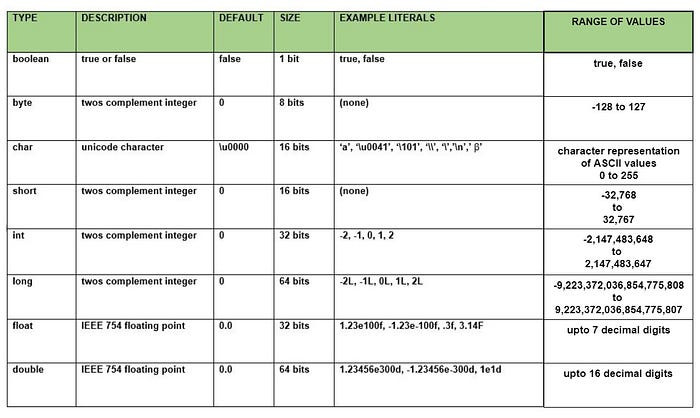 TYPE DESCRIPTION DEFAULT SIZE EXAMPLE LITERALS RANGE OF VALUES
boolean true or false false 1 bit true, false true, false
byte twos complement integer 0 8 bits (none) -128 to 127
char unicode character \u0000 16 bits ‘a’, ‘\u0041’, ‘\101’, ‘\\’, ‘\’,’\n’,’ β’ character representation
of ASCII values
0 to 255
short twos complement integer 0 16 bits (none) -32,768
to
32,767
int twos complement integer 0 32 bits -2, -1, 0, 1, 2 -2,147,483,648
to
2,147,483,647
long twos complement integer 0 64 bits -2L, -1L, 0L, 1L, 2L -9,223,372,036,854,775,808
to
9,223,372,036,854,775,807
float IEEE 754 floating point 0.0 32 bits 1.23e100f, -1.23e-100f, .3f, 3.14F upto 7 decimal digits
double IEEE 754 floating point 0.0 64 bits 1.23456e300d, -1.23456e-300d, 1e1d upto 16 decimal digits